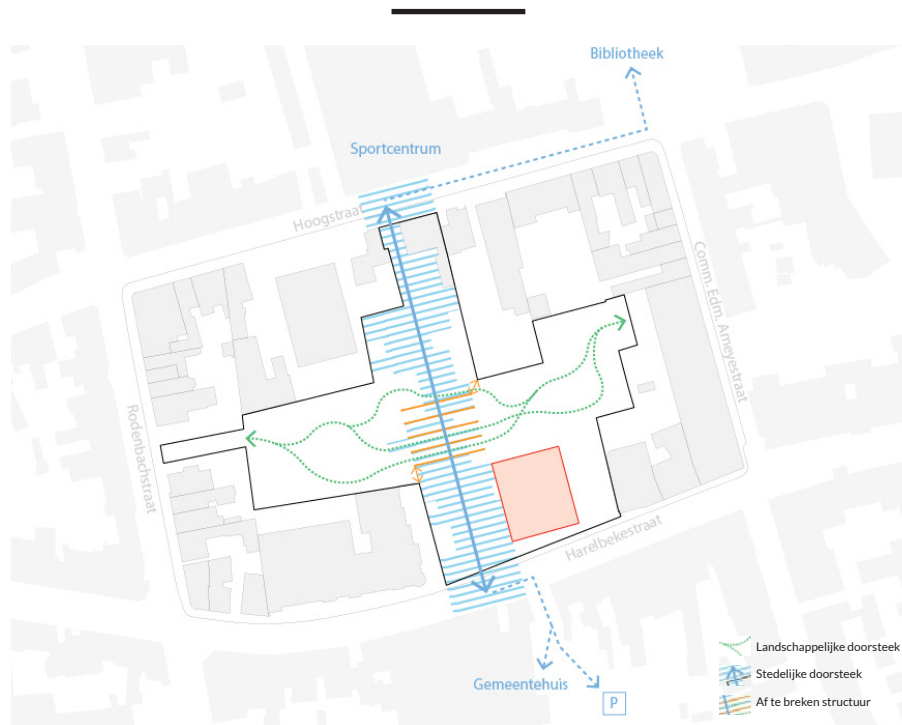 Bibliotheek
Sportcentrum
Hoogstraat
Comm. Edm. Ameyestraat
Rodenbachstraat
Harelbekestraat
Gemeentehuis
P
Landschappelijke doorsteek
Stedelijke doorsteek
Af te breken structuur